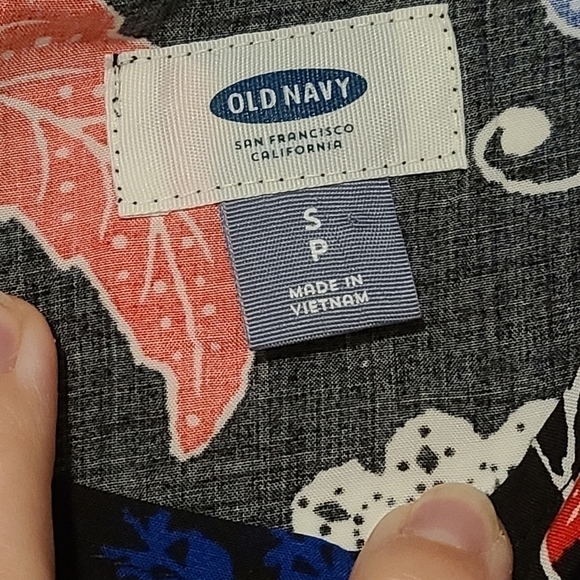 OLD NAVY
SAN FRANCISCO
CALIFORNIA
S
P
MADE IN
VIETNAM